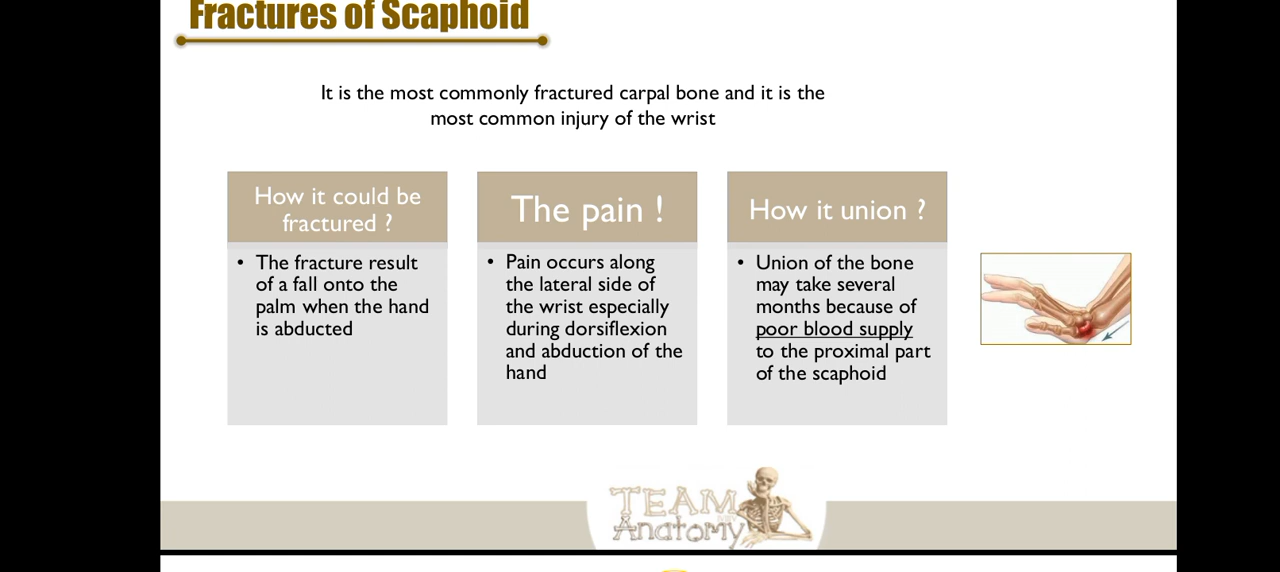 Fractures of Scaphoid
It is the most commonly fractured carpal bone and it is the
most common injury of the wrist
How it could be
fractured ?
• The fracture result
of a fall onto the
palm when the hand
is abducted
The pain !
• Pain occurs along
the lateral side of
the wrist especially
during dorsiflexion
and abduction of the
hand
How it union ?
• Union of the bone
may take several
months because of
poor blood supply
to the proximal part
of the scaphoid
TEAM
Anatomy